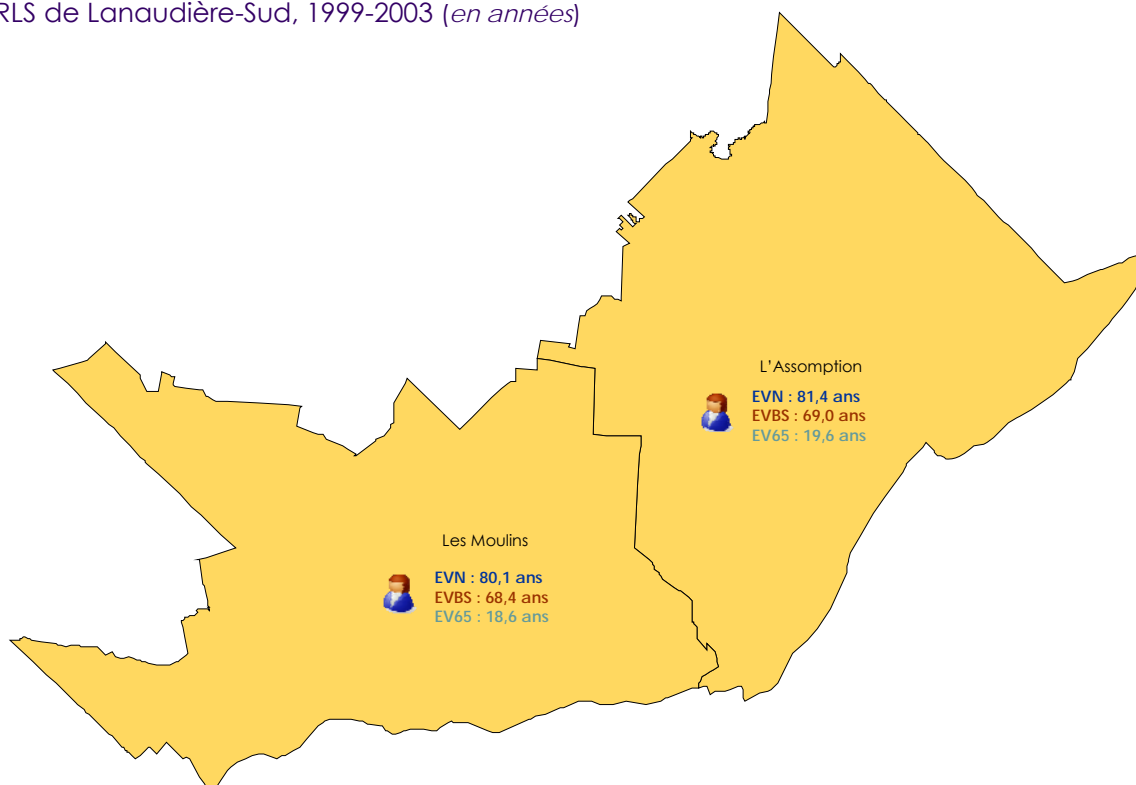 RLS de Lanaudière-Sud, 1999-2003 (en années)
L'Assomption
EVN : 81,4 ans
EVBS : 69,0 ans
EV65 : 19,6 ans
Les Moulins
EVN : 80,1 ans
EVBS : 68,4 ans
EV65 : 18,6 ans